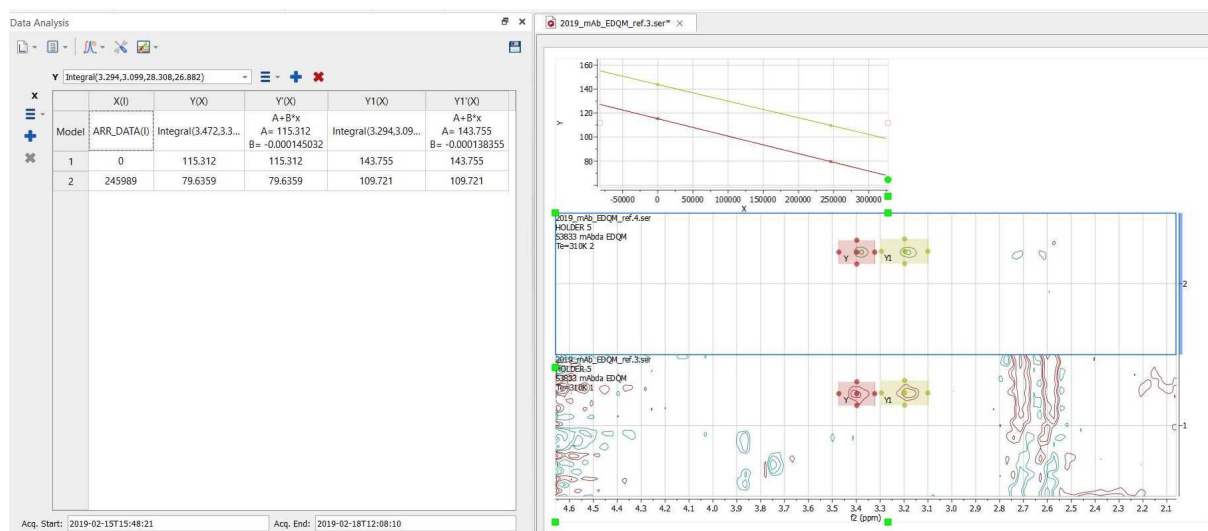 Data Analysis
Y Integral(3.294,3.099,28.308,26.882)
X
X(I) Y(X) Y'(X) Y1(X) Y1'(X)
Model ARR_DATA(I) Integral(3.472,3.3... A+B*x A= 115.312 B= -0.000145032 Integral(3.294,3.09... A+B*x A= 143.755 B= -0.000138355
1 0 115.312 115.312 143.755 143.755
2 245989 79.6359 79.6359 109.721 109.721
Acq. Start: 2019-02-15T15:48:21 Acq. End: 2019-02-18T12:08:10
2019_mAb_EDQM_ref.3.ser*
160
140
120
100
80
Y
-50000 0 50000 100000 150000 200000 250000 300000
X
2019_mAb_EDQM_ref.4.ser
HOLDER 5
S3833 mAbda EDQM
Te=310K 2
Y Y1
2
2019_mAb_EDQM_ref.3.ser
HOLDER 5
S3833 mAbda EDQM
Te=310K 1
Y Y1
1
4.6 4.5 4.4 4.3 4.2 4.1 4.0 3.9 3.8 3.7 3.6 3.5 3.4 3.3 3.2 3.1 3.0 2.9 2.8 2.7 2.6 2.5 2.4 2.3 2.2 2.1
f2 (ppm)